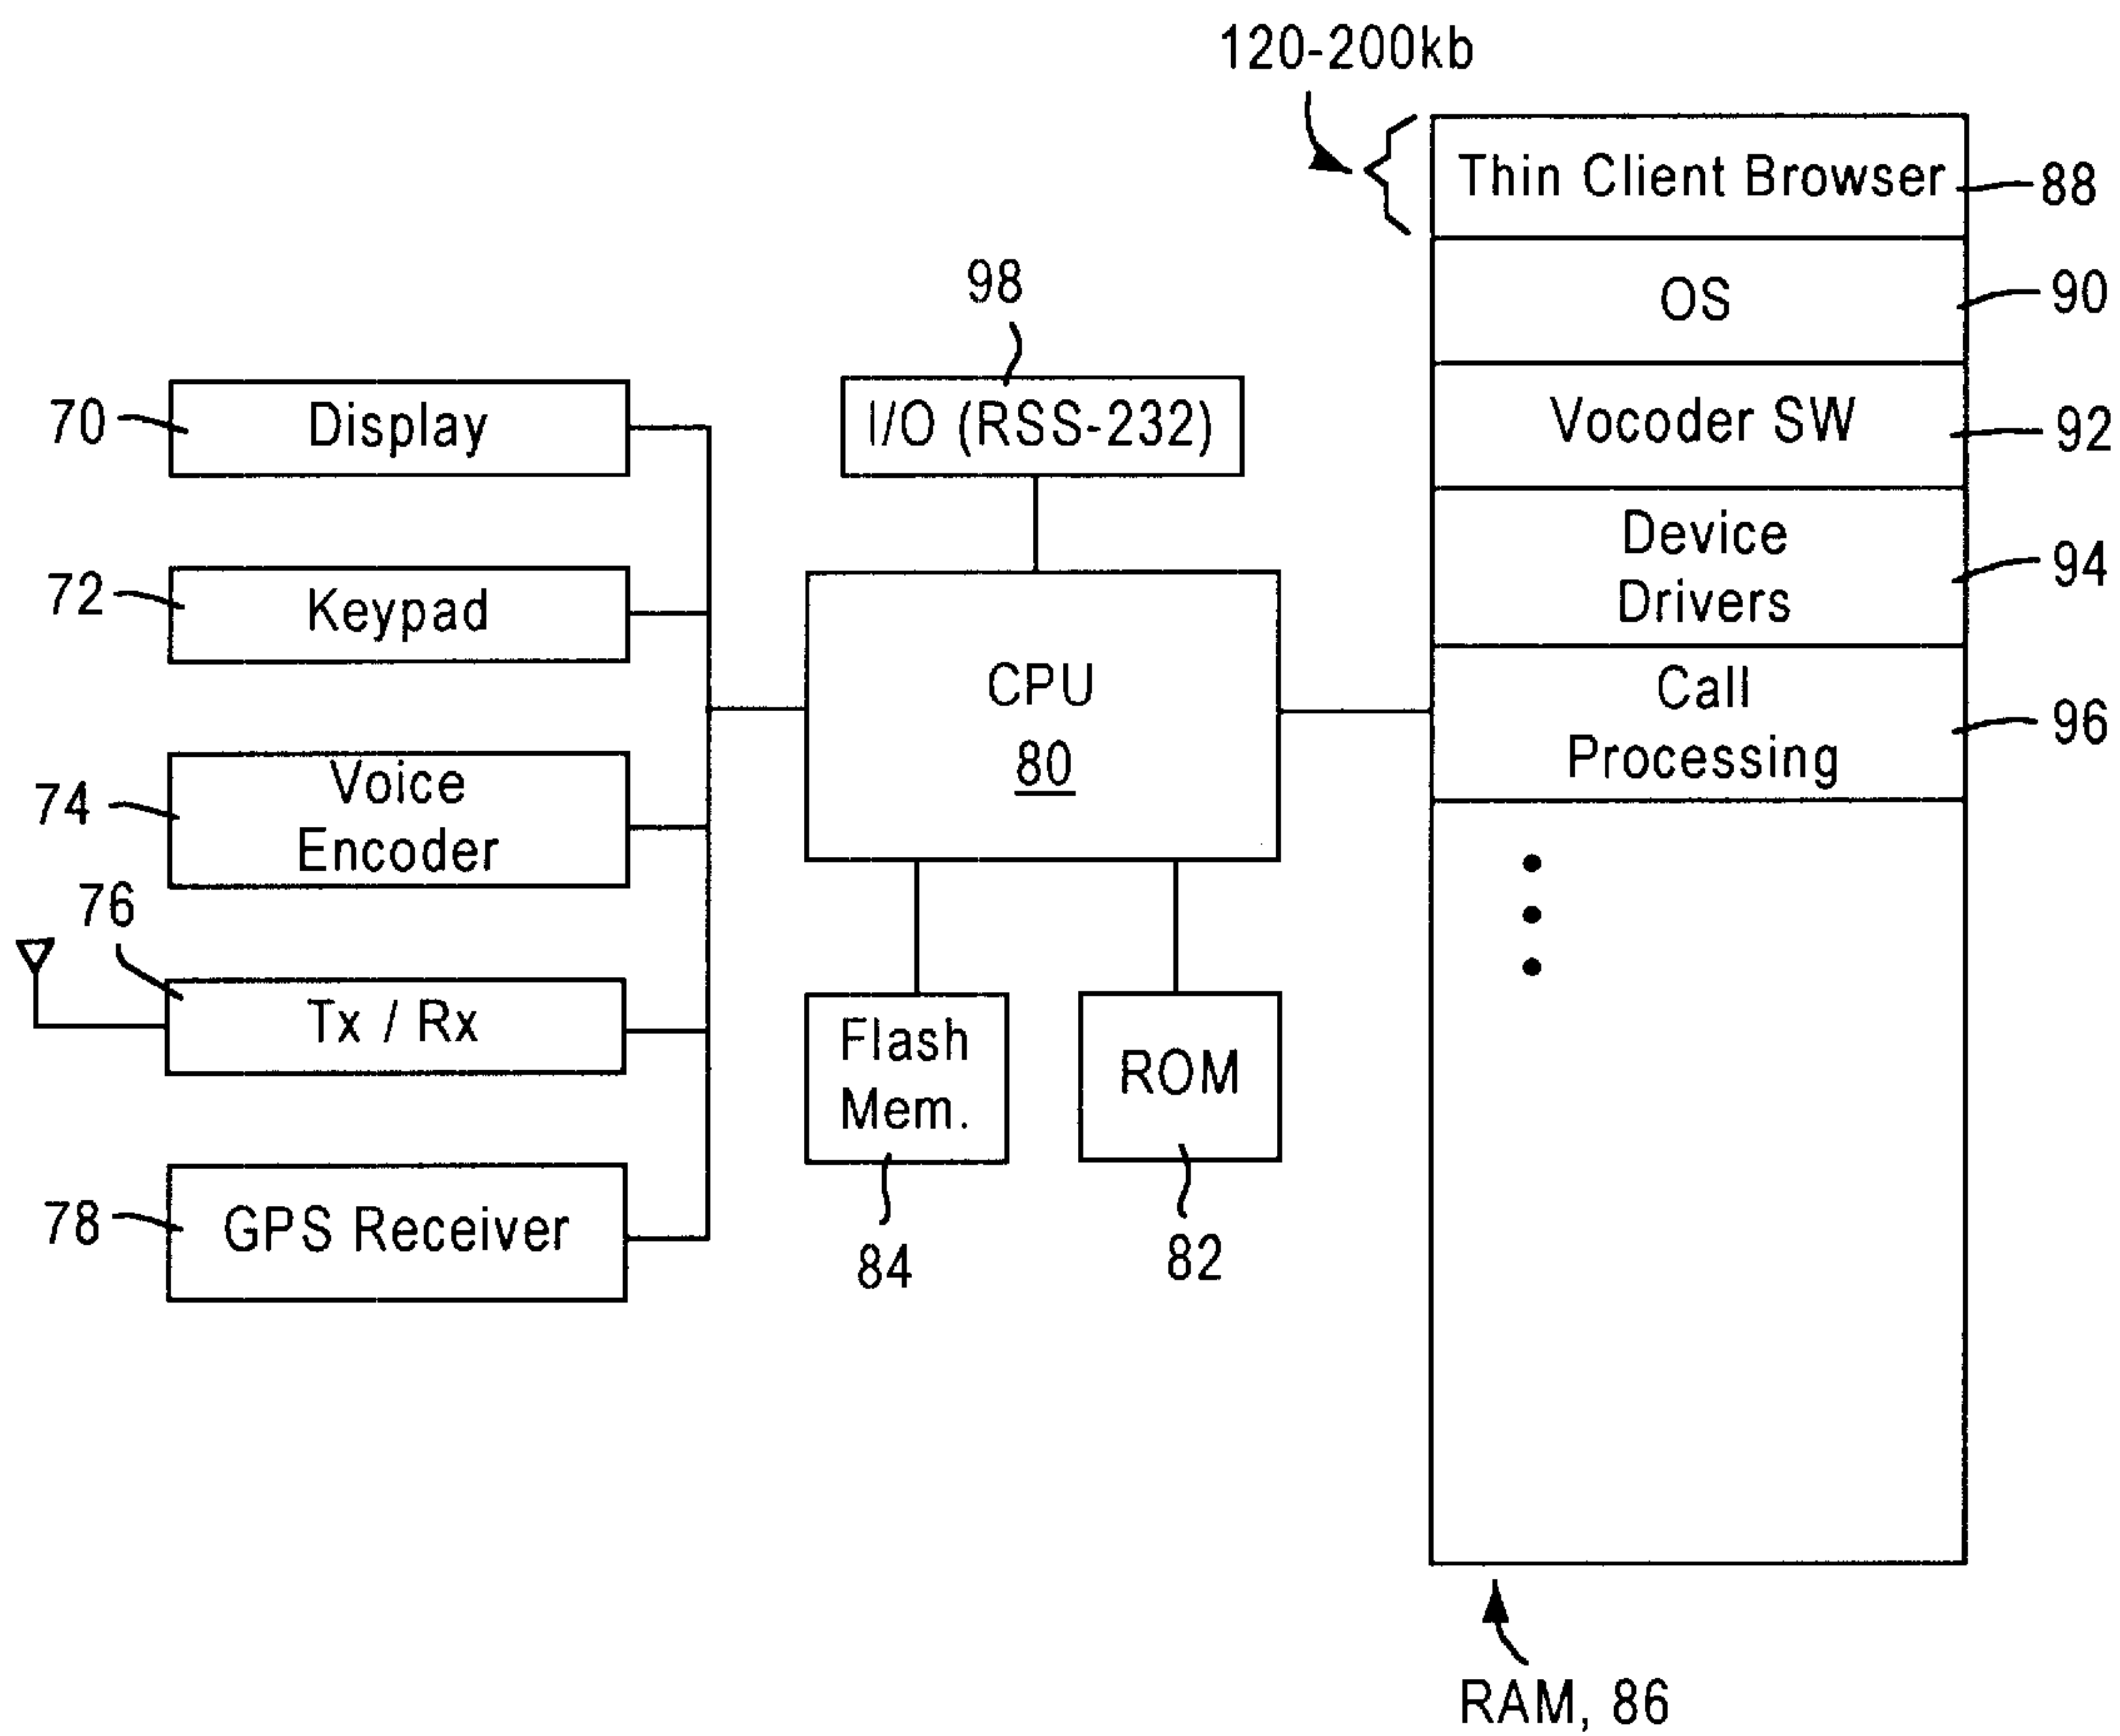 120-200kb
Thin Client Browser
88
OS
90
Vocoder SW
92
Device
Drivers
94
Call
Processing
96
RAM, 86
98
I/O (RSS-232)
CPU
80
Flash
Mem.
84
ROM
82
70
Display
72
Keypad
74
Voice
Encoder
76
Tx / Rx
78
GPS Receiver